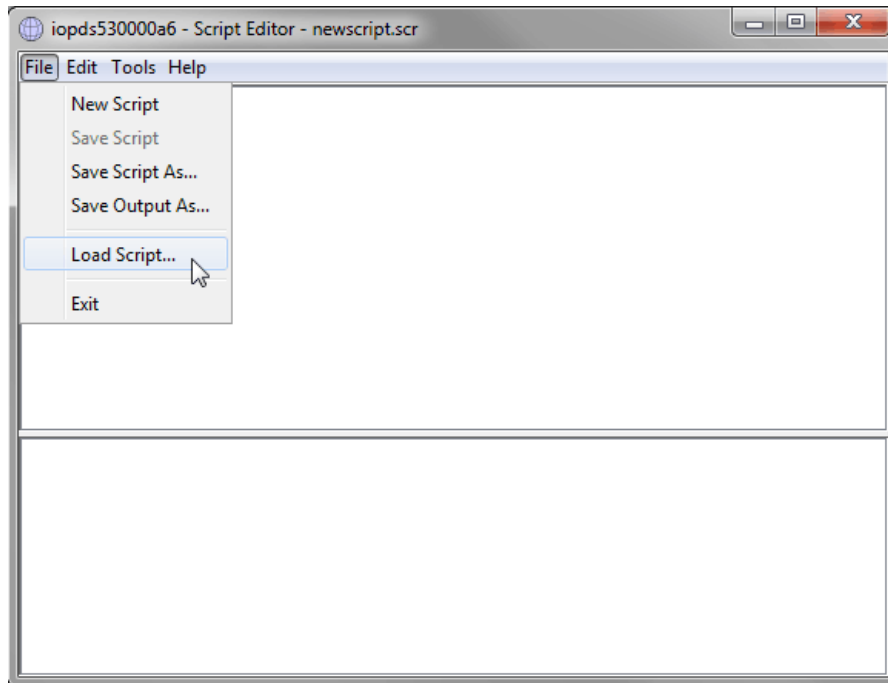 iopds530000a6 - Script Editor - newscript.scr
File Edit Tools Help
New Script
Save Script
Save Script As...
Save Output As...
Load Script...
Exit